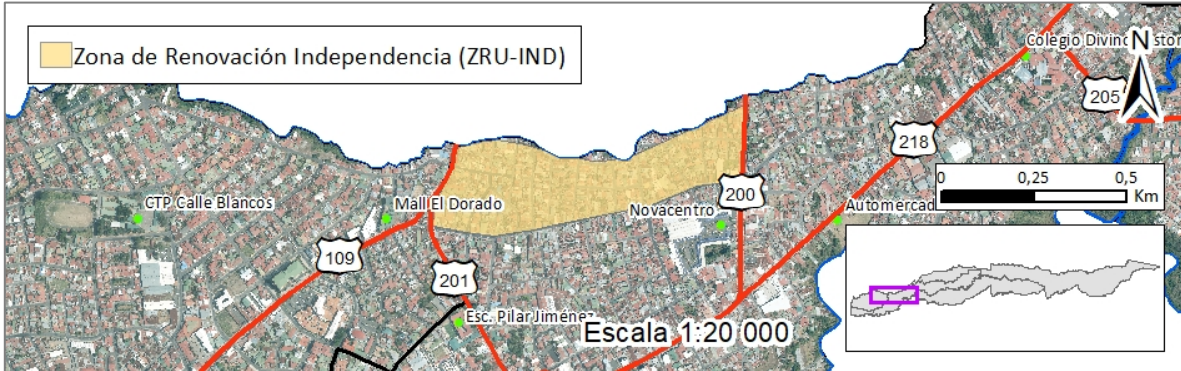 Zona de Renovación Independencia (ZRU-IND)
Colegio Divino
N
205
218
0 0,25 0,5
Km
CTP Calle Blancos
Mall El Dorado
200
Novacentro
Automercad
109
201
Esc. Pilar Jiménez
Escala 1:20 000